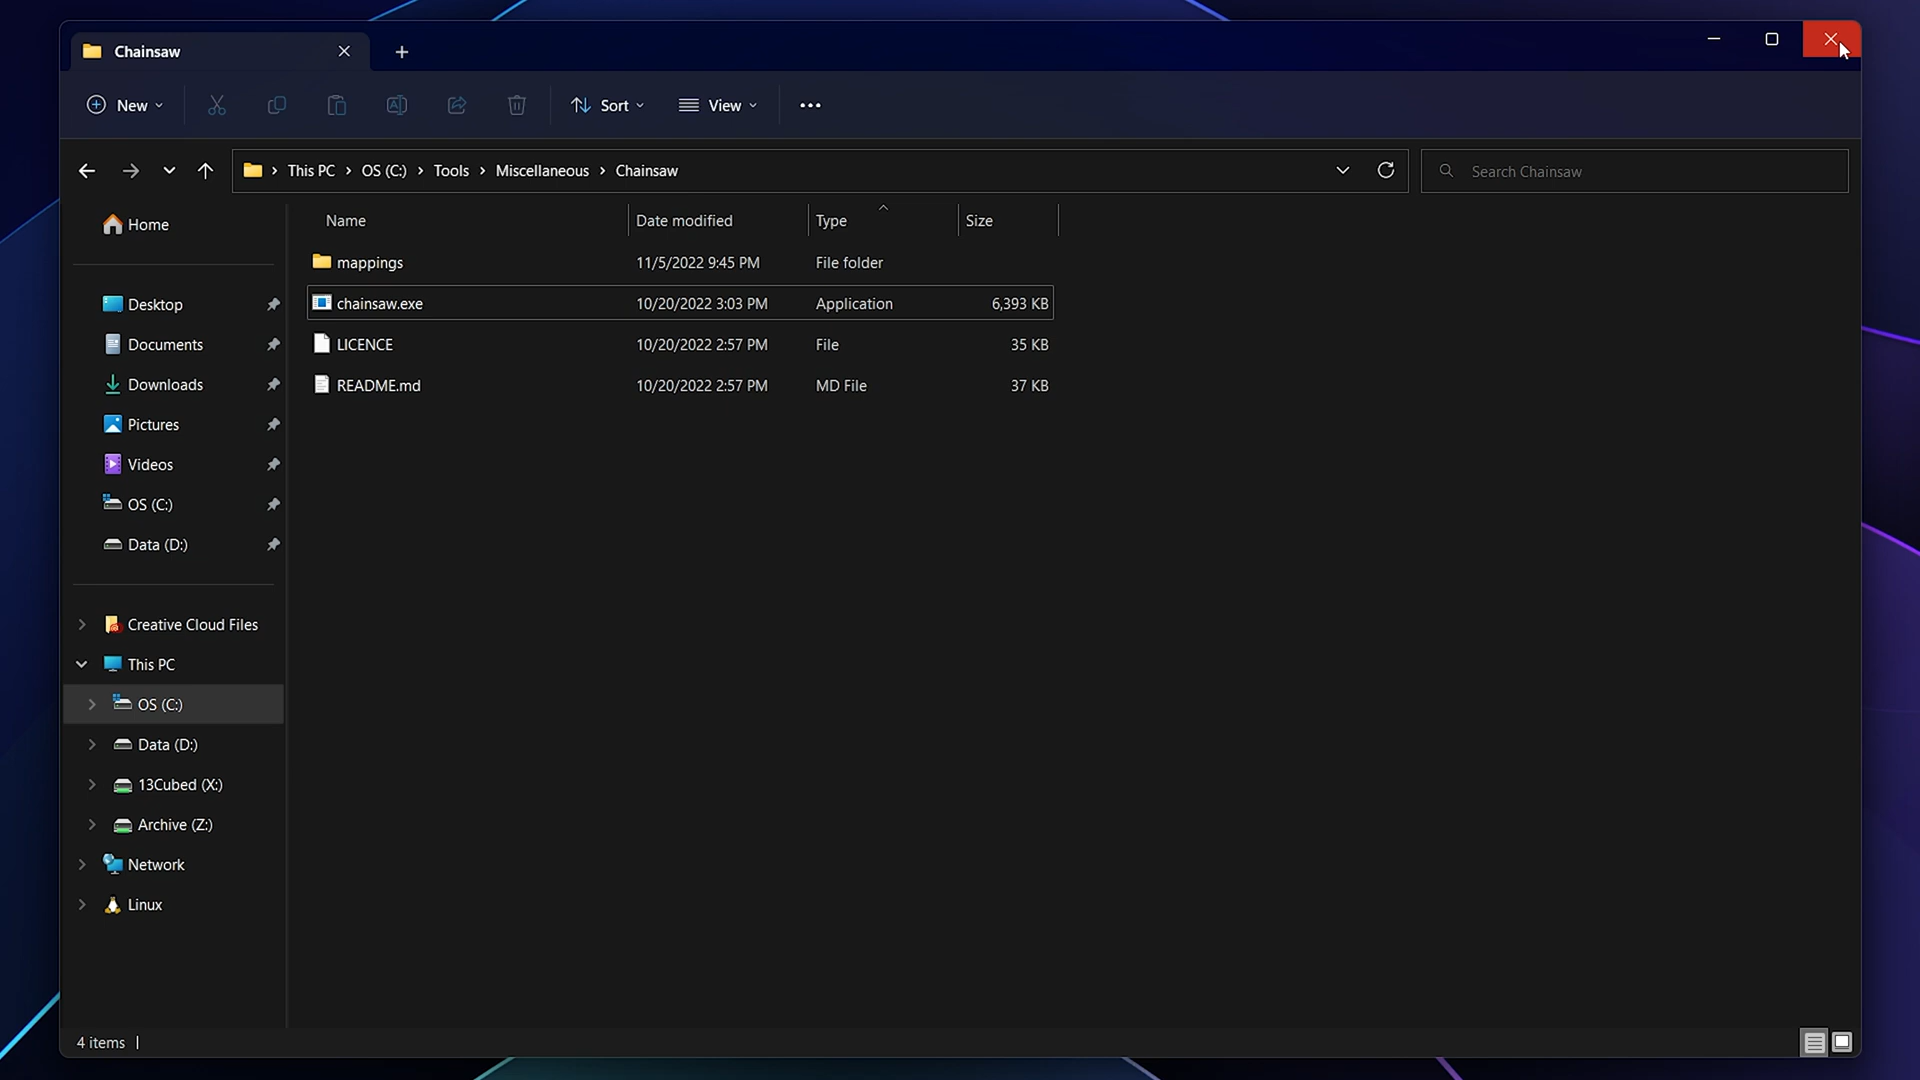 Chainsaw
New
Sort
View
This PC
OS (C:)
Tools
Miscellaneous
Chainsaw
Search Chainsaw
Home
Desktop
Documents
Downloads
Pictures
Videos
OS (C:)
Data (D:)
Creative Cloud Files
This PC
OS (C:)
Data (D:)
13Cubed (X:)
Archive (Z:)
Network
Linux
Name Date modified Type Size
mappings 11/5/2022 9:45 PM File folder
chainsaw.exe 10/20/2022 3:03 PM Application 6,393 KB
LICENCE 10/20/2022 2:57 PM File 35 KB
README.md 10/20/2022 2:57 PM MD File 37 KB
4 items